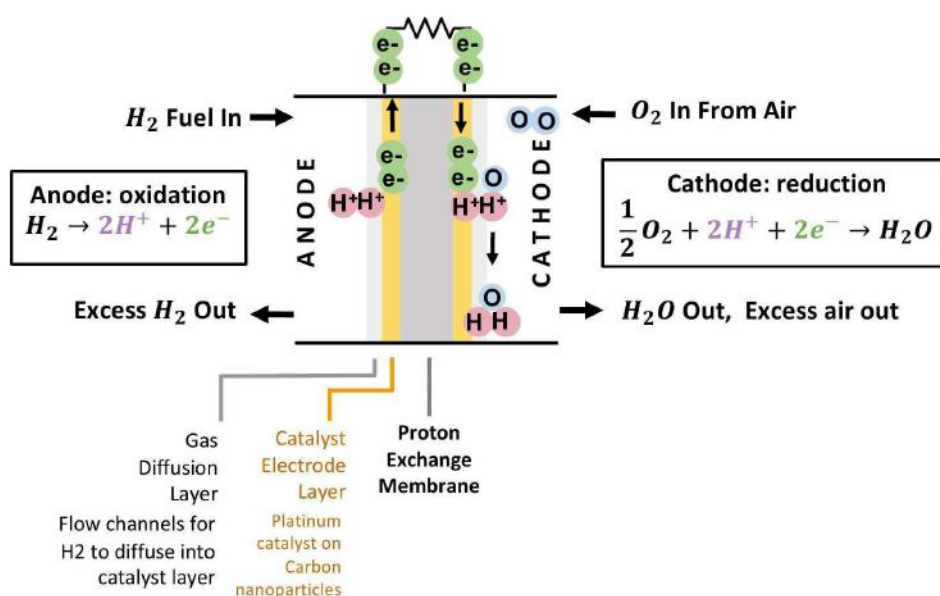 e-
e-
e-
e-
H₂ Fuel In
O₂ In From Air
O O
ANODE
CATHODE
e-
e-
e-
e-
O
H⁺H⁺
H⁺H⁺
Anode: oxidation
H₂ → 2H⁺ + 2e⁻
Cathode: reduction
1/2 O₂ + 2H⁺ + 2e⁻ → H₂O
O
H H
Excess H₂ Out
H₂O Out, Excess air out
Gas
Diffusion
Layer
Flow channels for
H2 to diffuse into
catalyst layer
Catalyst
Electrode
Layer
Platinum
catalyst on
Carbon
nanoparticles
Proton
Exchange
Membrane